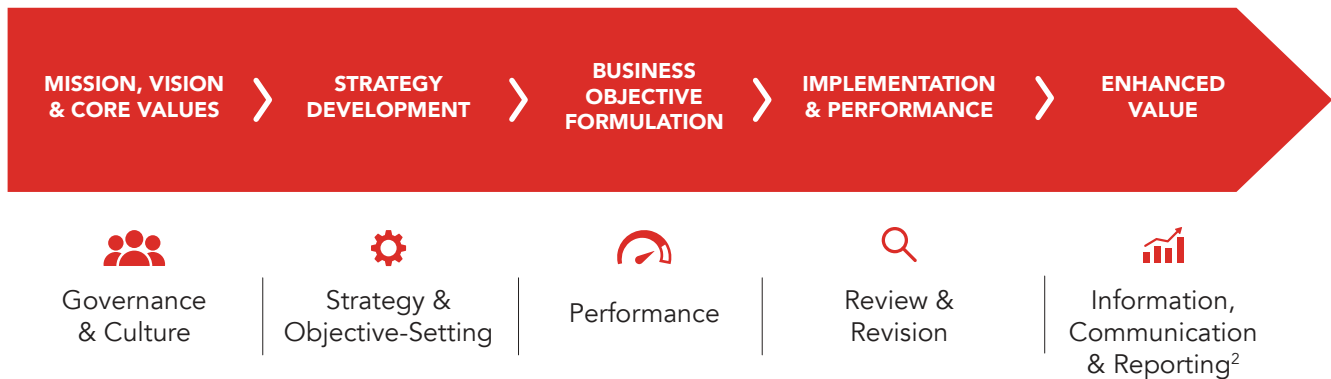 MISSION, VISION
& CORE VALUES
STRATEGY
DEVELOPMENT
BUSINESS
OBJECTIVE
FORMULATION
IMPLEMENTATION
& PERFORMANCE
ENHANCED
VALUE
Governance
& Culture
Strategy &
Objective-Setting
Performance
Review &
Revision
Information,
Communication
& Reporting²